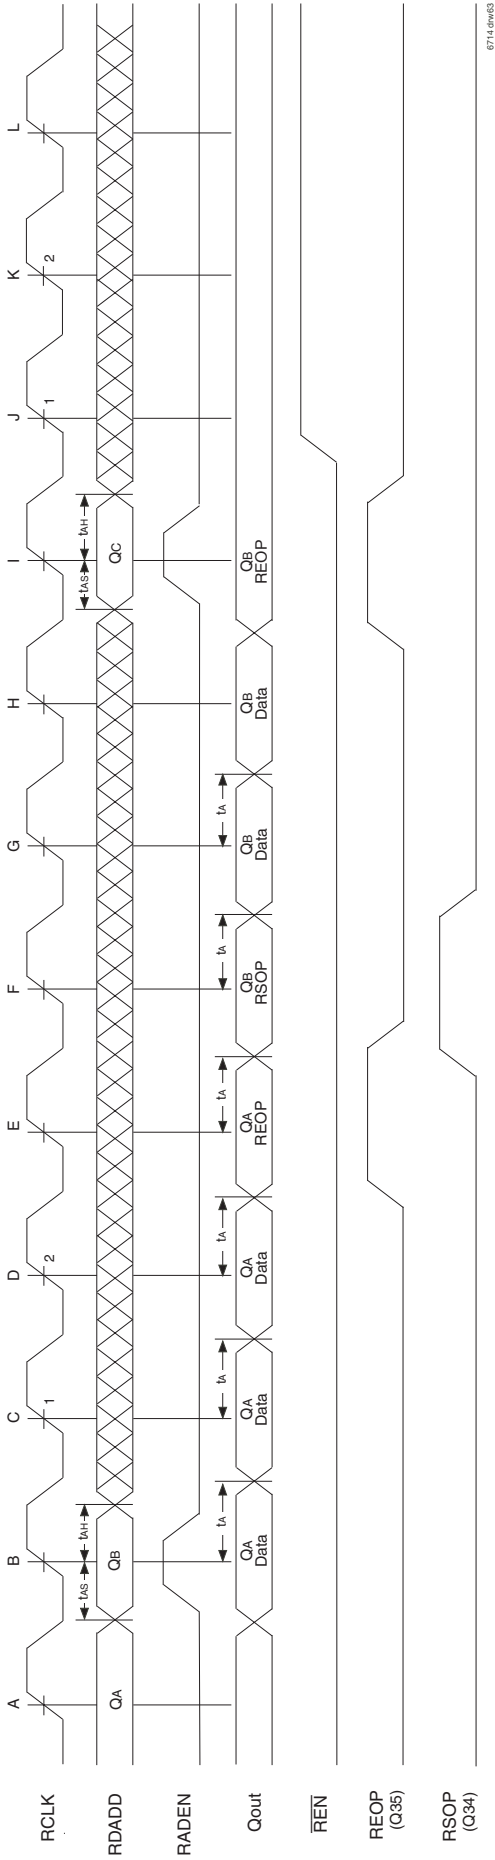 A B C D E F G H I J K L
RCLK 1 2 1 2
RDADD QA tAS tAH QB tAS tAH QC
RADEN
tA tA tA tA tA tA
Qout QA Data QA Data QA Data QA REOP QB RSOP QB Data QB Data QB REOP
REN
REOP
(Q35)
RSOP
(Q34)
6714 drw63